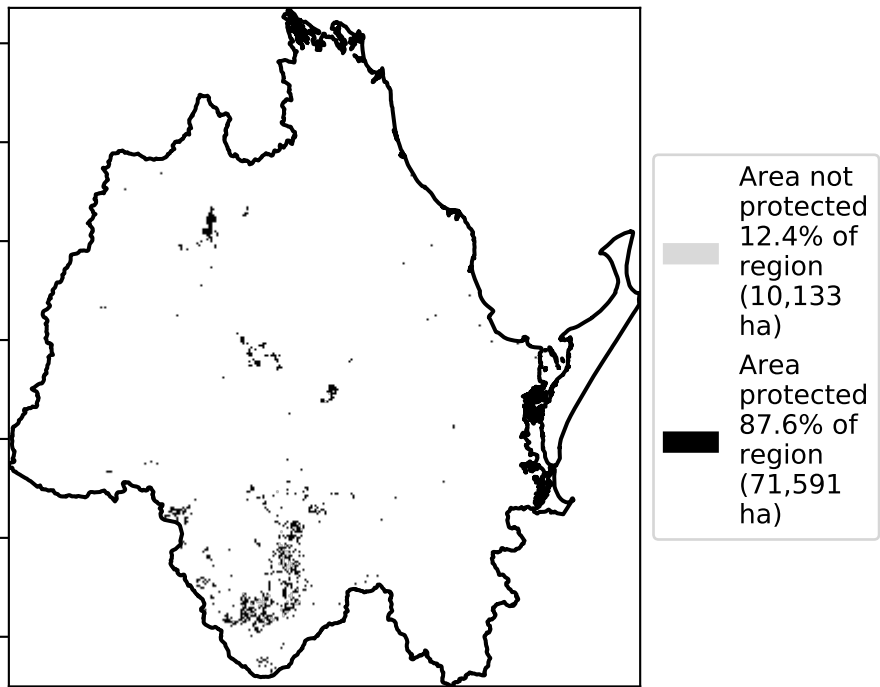 Area not
protected
12.4% of
region
(10,133
ha)
Area
protected
87.6% of
region
(71,591
ha)